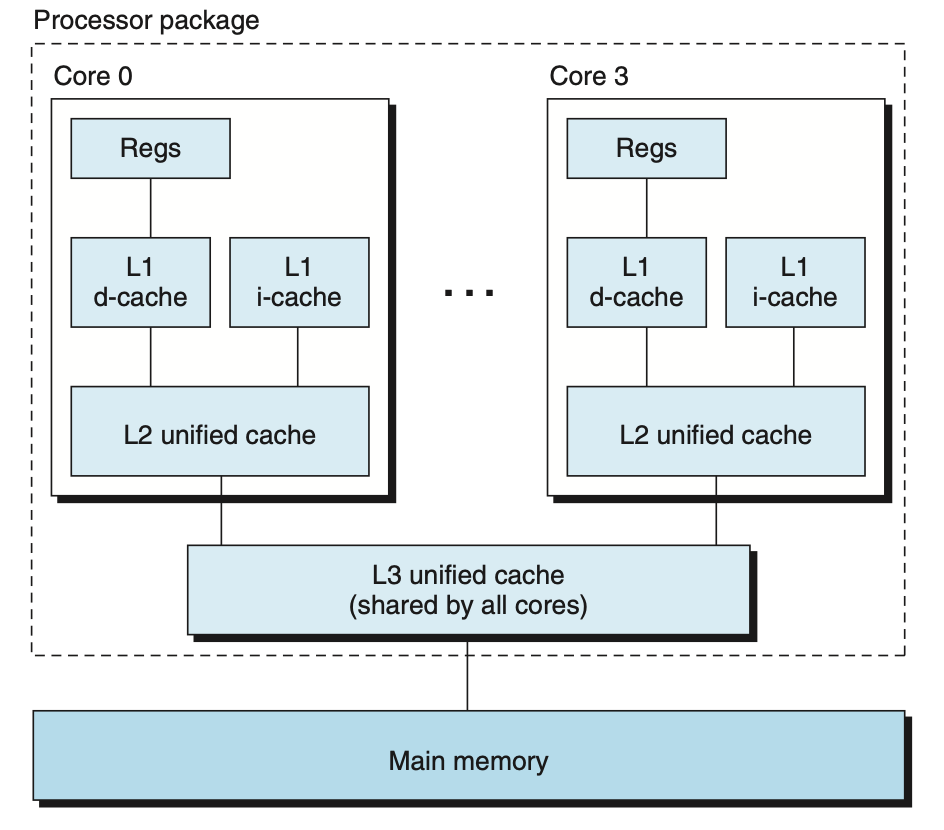 Processor package
Core 0
Regs
L1
d-cache
L1
i-cache
L2 unified cache
...
Core 3
Regs
L1
d-cache
L1
i-cache
L2 unified cache
L3 unified cache
(shared by all cores)
Main memory